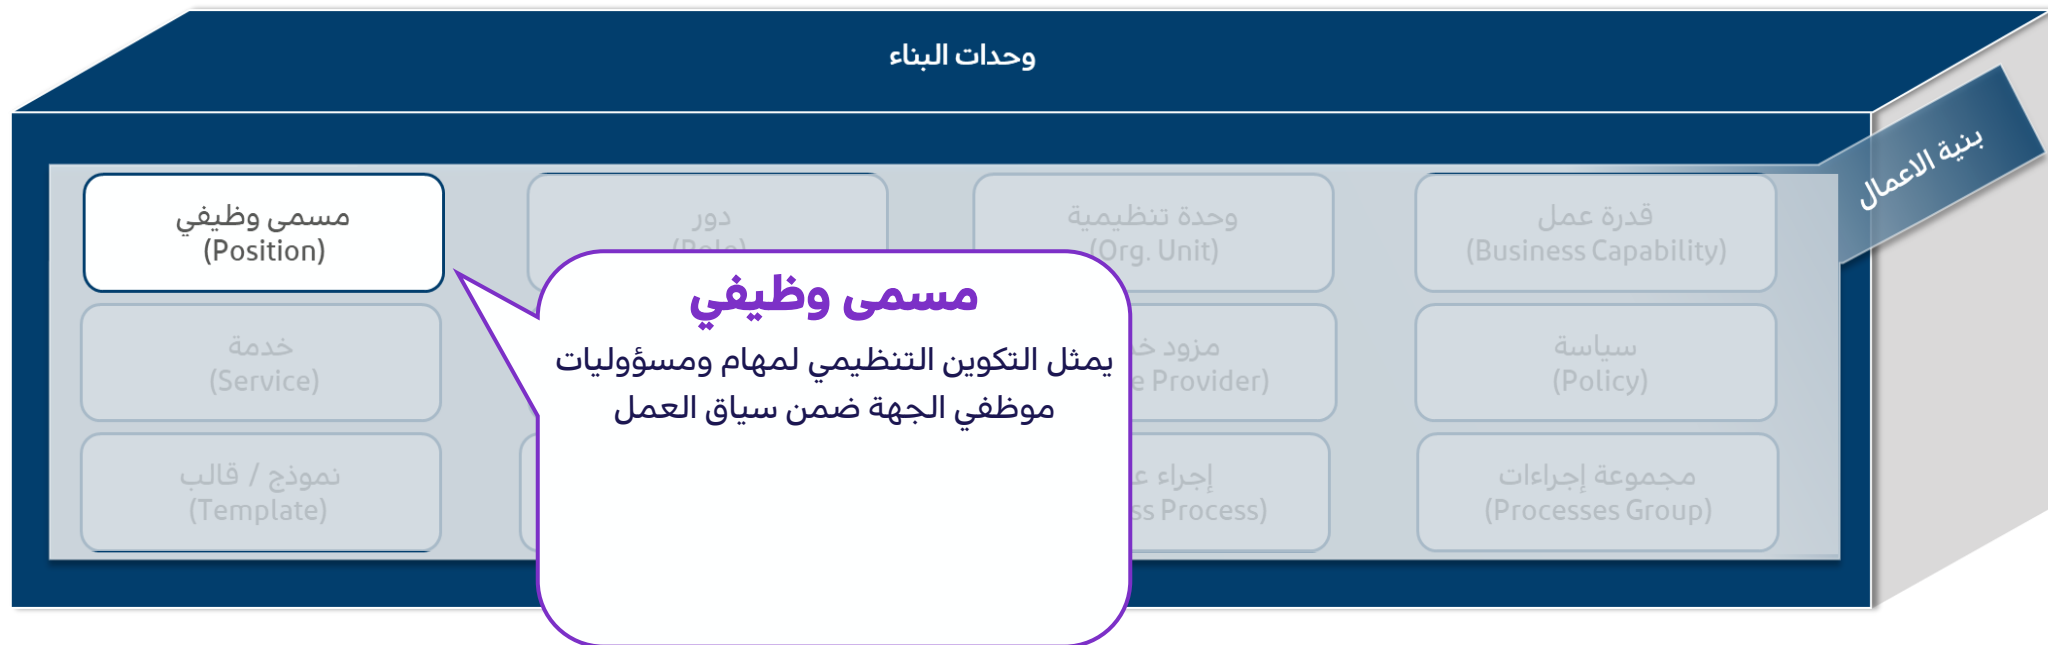 وحدات البناء
بنية الاعمال
قدرة عمل
(Business Capability)
وحدة تنظيمية
(Org. Unit)
دور
(Role)
مسمى وظيفي
(Position)
سياسة
(Policy)
مزود
Provider)
خدمة
(Service)
مجموعة إجراءات
(Processes Group)
إجراء
Process)
نموذج / قالب
(Template)
مسمى وظيفي
يمثل التكوين التنظيمي لمهام ومسؤوليات
موظفي الجهة ضمن سياق العمل